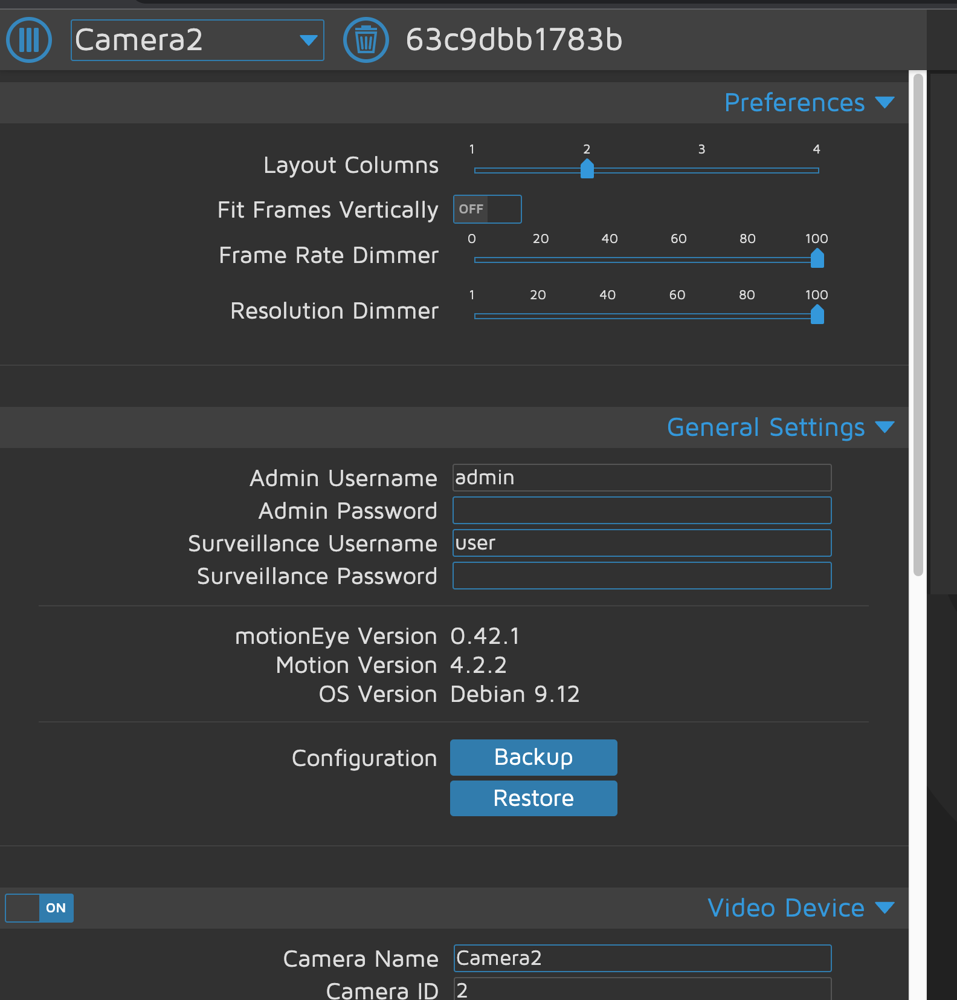 Camera2 63c9dbb1783b
Preferences
1 2 3 4
Layout Columns
Fit Frames Vertically OFF
0 20 40 60 80 100
Frame Rate Dimmer
1 20 40 60 80 100
Resolution Dimmer
General Settings
Admin Username admin
Admin Password
Surveillance Username user
Surveillance Password
motionEye Version 0.42.1
Motion Version 4.2.2
OS Version Debian 9.12
Configuration Backup
Restore
ON Video Device
Camera Name Camera2
Camera ID 2